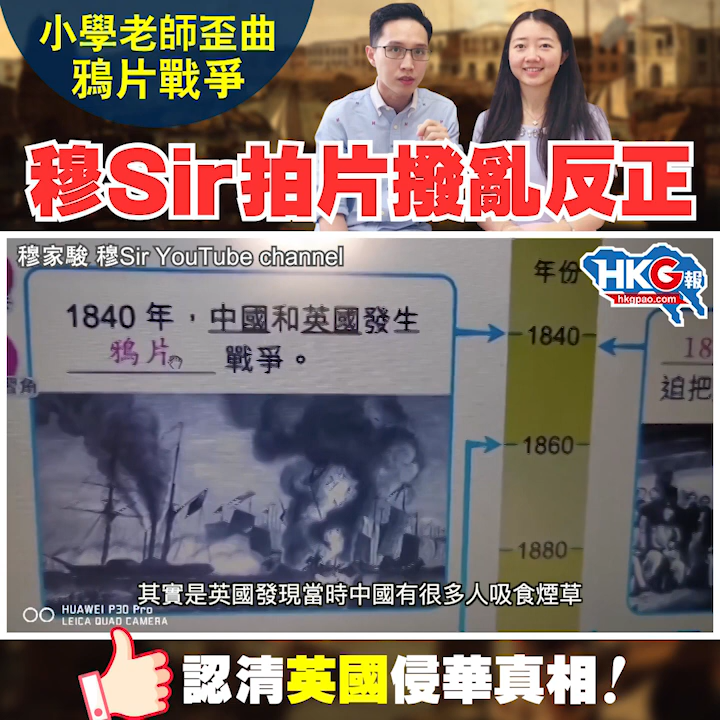 小學老師歪曲
鴉片戰爭
穆Sir拍片撥亂反正
穆家駿 穆Sir YouTube channel
HKG報
hkgpao.com
年份
1840 年，中國和英國發生
鴉片 戰爭。
1840
18
迫把
習角
1860
1880
其實是英國發現當時中國有很多人吸食煙草
HUAWEI P30 Pro
LEICA QUAD CAMERA
認清英國侵華真相！